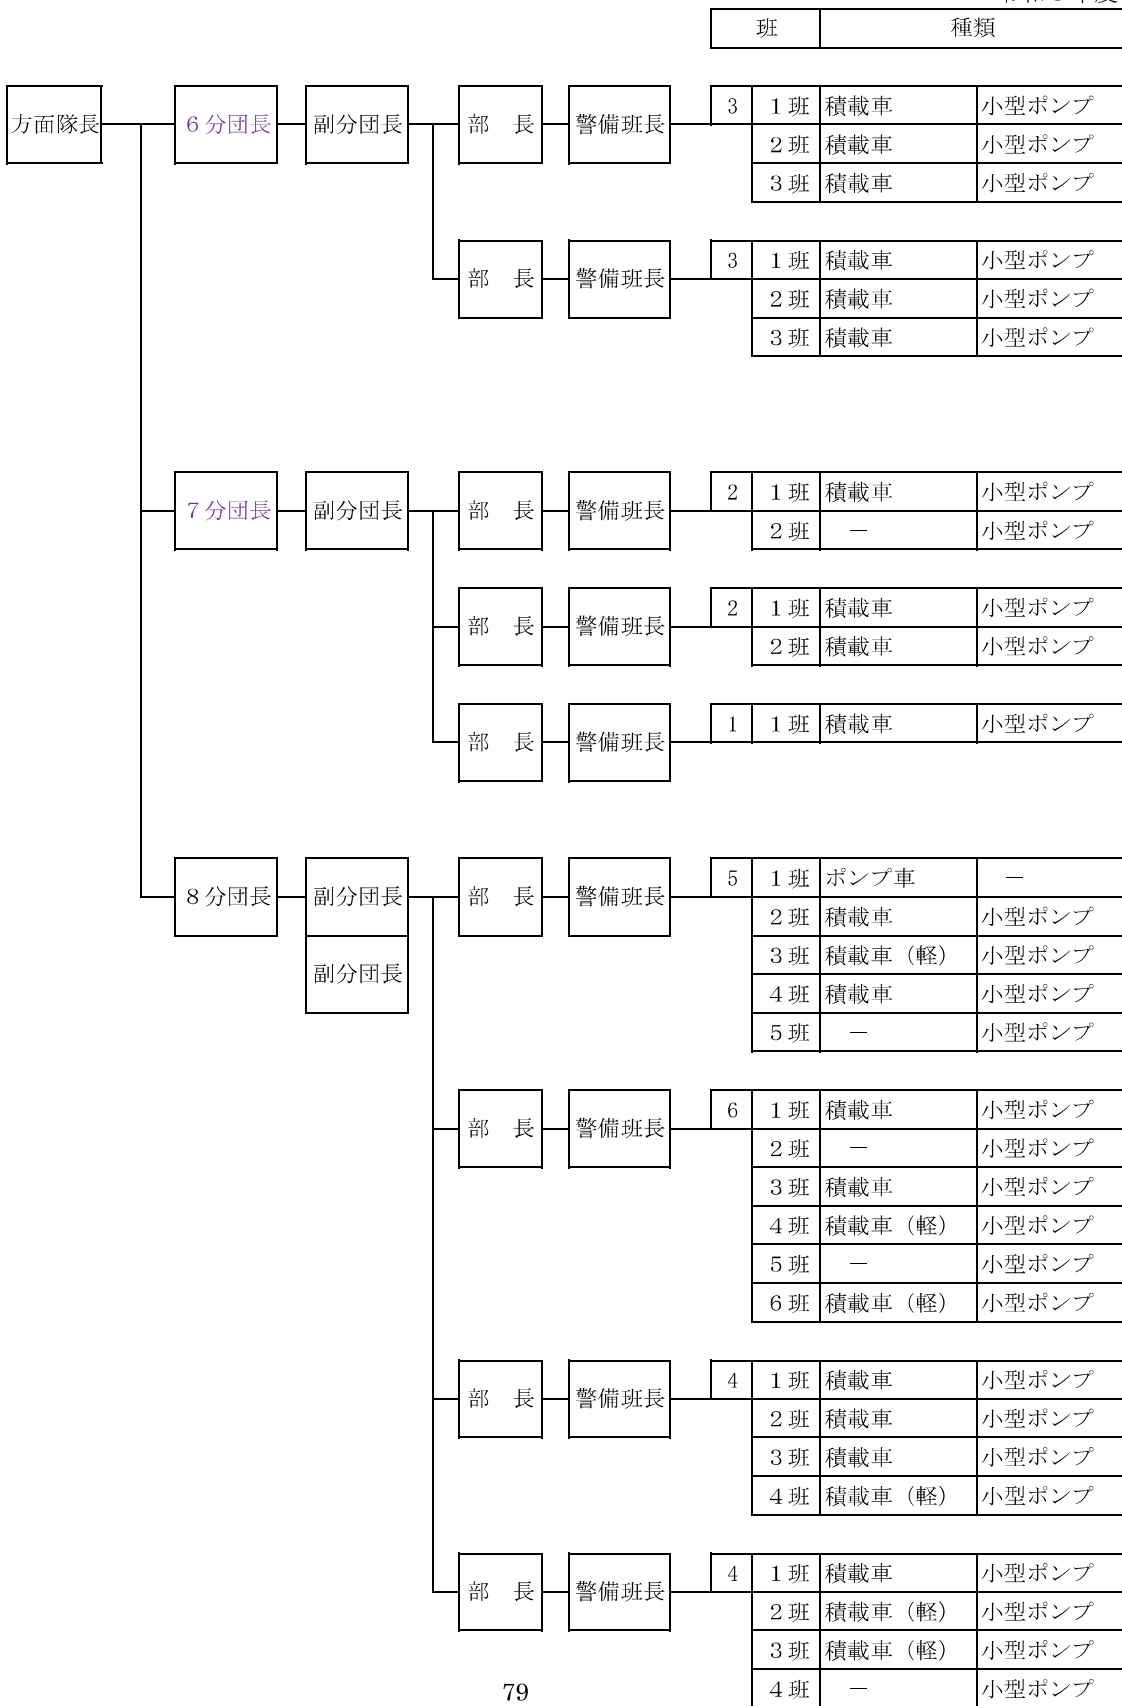 班 種類
方面隊長 6分団長 副分団長 部　長 警備班長 3 1班 積載車 小型ポンプ
2班 積載車 小型ポンプ
3班 積載車 小型ポンプ
部　長 警備班長 3 1班 積載車 小型ポンプ
2班 積載車 小型ポンプ
3班 積載車 小型ポンプ
7分団長 副分団長 部　長 警備班長 2 1班 積載車 小型ポンプ
2班 － 小型ポンプ
部　長 警備班長 2 1班 積載車 小型ポンプ
2班 積載車 小型ポンプ
部　長 警備班長 1 1班 積載車 小型ポンプ
8分団長 副分団長 部　長 警備班長 5 1班 ポンプ車 －
2班 積載車 小型ポンプ
副分団長 3班 積載車（軽） 小型ポンプ
4班 積載車 小型ポンプ
5班 － 小型ポンプ
部　長 警備班長 6 1班 積載車 小型ポンプ
2班 － 小型ポンプ
3班 積載車 小型ポンプ
4班 積載車（軽） 小型ポンプ
5班 － 小型ポンプ
6班 積載車（軽） 小型ポンプ
部　長 警備班長 4 1班 積載車 小型ポンプ
2班 積載車 小型ポンプ
3班 積載車 小型ポンプ
4班 積載車（軽） 小型ポンプ
部　長 警備班長 4 1班 積載車 小型ポンプ
2班 積載車（軽） 小型ポンプ
3班 積載車（軽） 小型ポンプ
4班 － 小型ポンプ
79